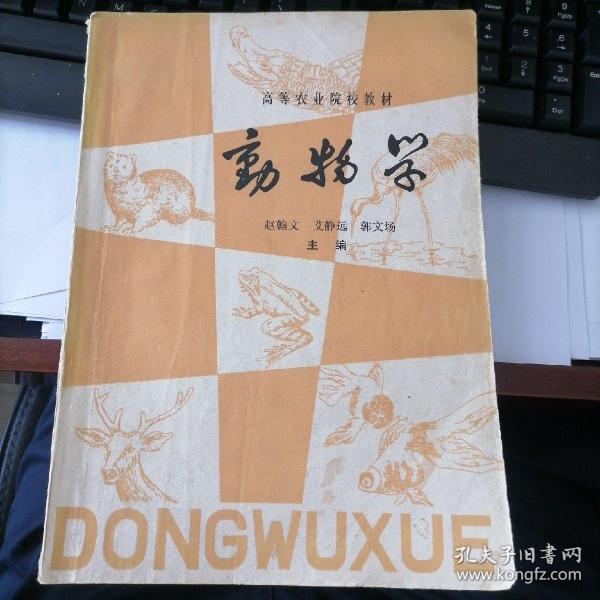 高等农业院校教材
動物学
赵翰文 艾静远 郭文场
主编
DONGWUXUE
孔夫子旧书网
www.kongfz.com